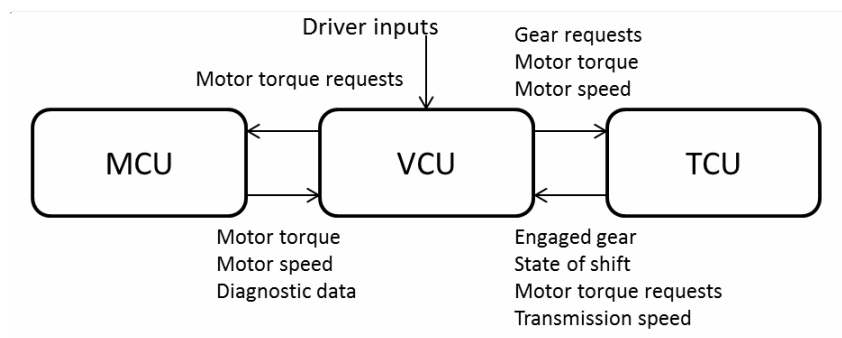 Driver inputs
Gear requests
Motor torque
Motor speed
Motor torque requests
MCU
VCU
TCU
Motor torque
Motor speed
Diagnostic data
Engaged gear
State of shift
Motor torque requests
Transmission speed